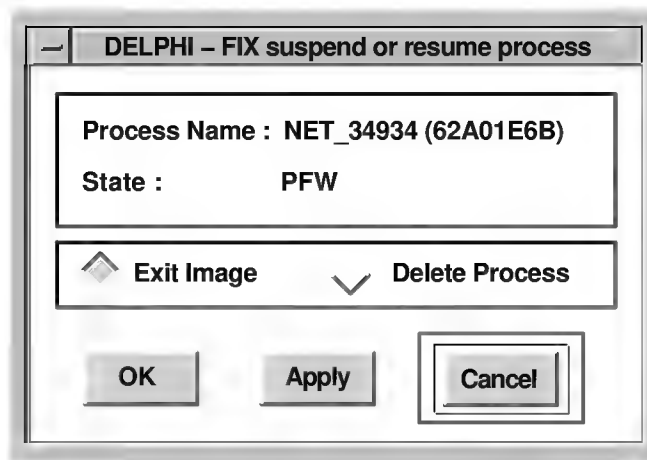 DELPHI – FIX suspend or resume process
Process Name : NET_34934 (62A01E6B)
State : PFW
Exit Image Delete Process
OK Apply Cancel